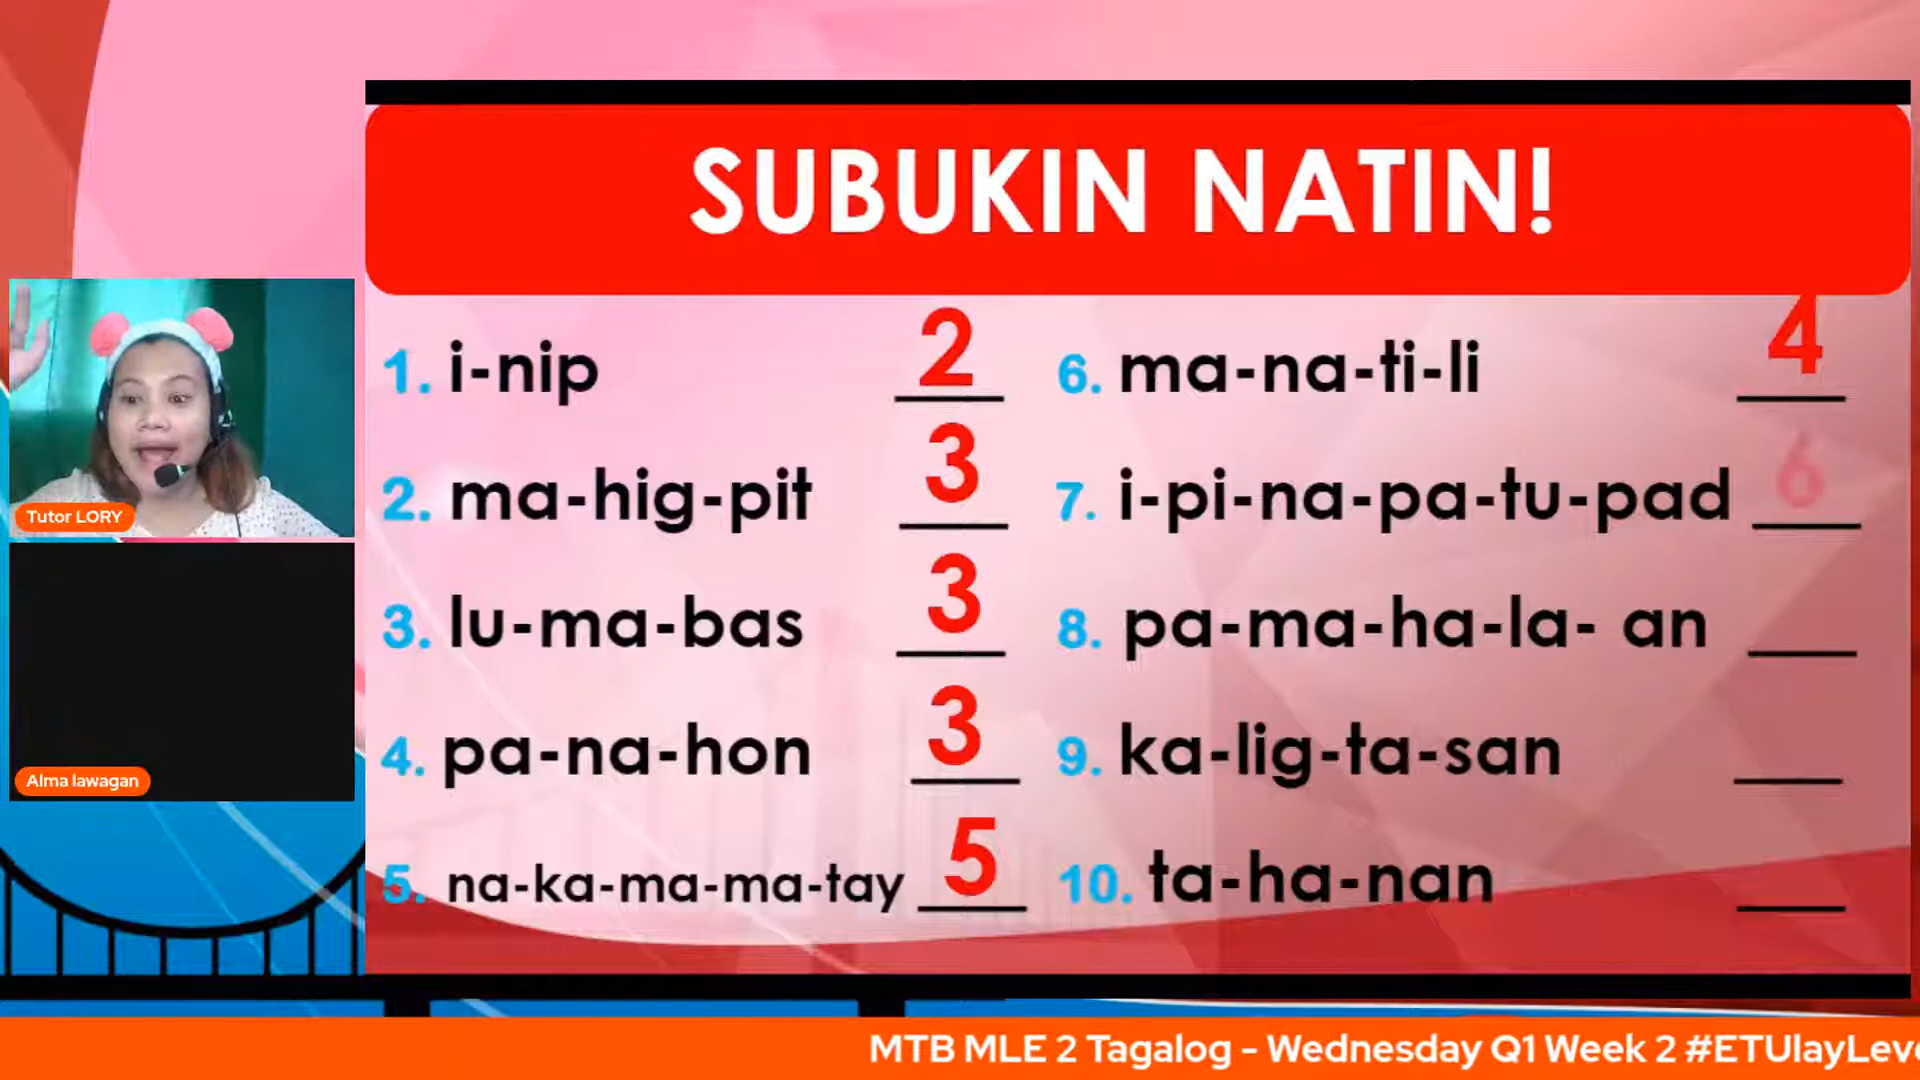 SUBUKIN NATIN!
1. i-nip 2
2. ma-hig-pit 3
3. lu-ma-bas 3
4. pa-na-hon 3
5. na-ka-ma-ma-tay 5
6. ma-na-ti-li 4
7. i-pi-na-pa-tu-pad 6
8. pa-ma-ha-la- an
9. ka-lig-ta-san
10. ta-ha-nan
Tutor LORY
Alma lawagan
MTB MLE 2 Tagalog - Wednesday Q1 Week 2 #ETUlayLeve